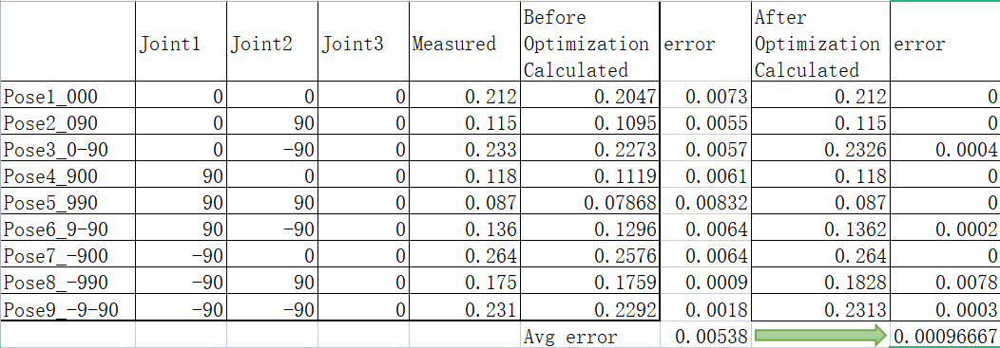 Joint1 Joint2 Joint3 Measured Before Optimization Calculated error After Optimization Calculated error
Pose1_000 0 0 0 0.212 0.2047 0.0073 0.212 0
Pose2_090 0 90 0 0.115 0.1095 0.0055 0.115 0
Pose3_0-90 0 -90 0 0.233 0.2273 0.0057 0.2326 0.0004
Pose4_900 90 0 0 0.118 0.1119 0.0061 0.118 0
Pose5_990 90 90 0 0.087 0.07868 0.00832 0.087 0
Pose6_9-90 90 -90 0 0.136 0.1296 0.0064 0.1362 0.0002
Pose7_-900 -90 0 0 0.264 0.2576 0.0064 0.264 0
Pose8_-990 -90 90 0 0.175 0.1759 0.0009 0.1828 0.0078
Pose9_-9-90 -90 -90 0 0.231 0.2292 0.0018 0.2313 0.0003
Avg error 0.00538 0.00096667